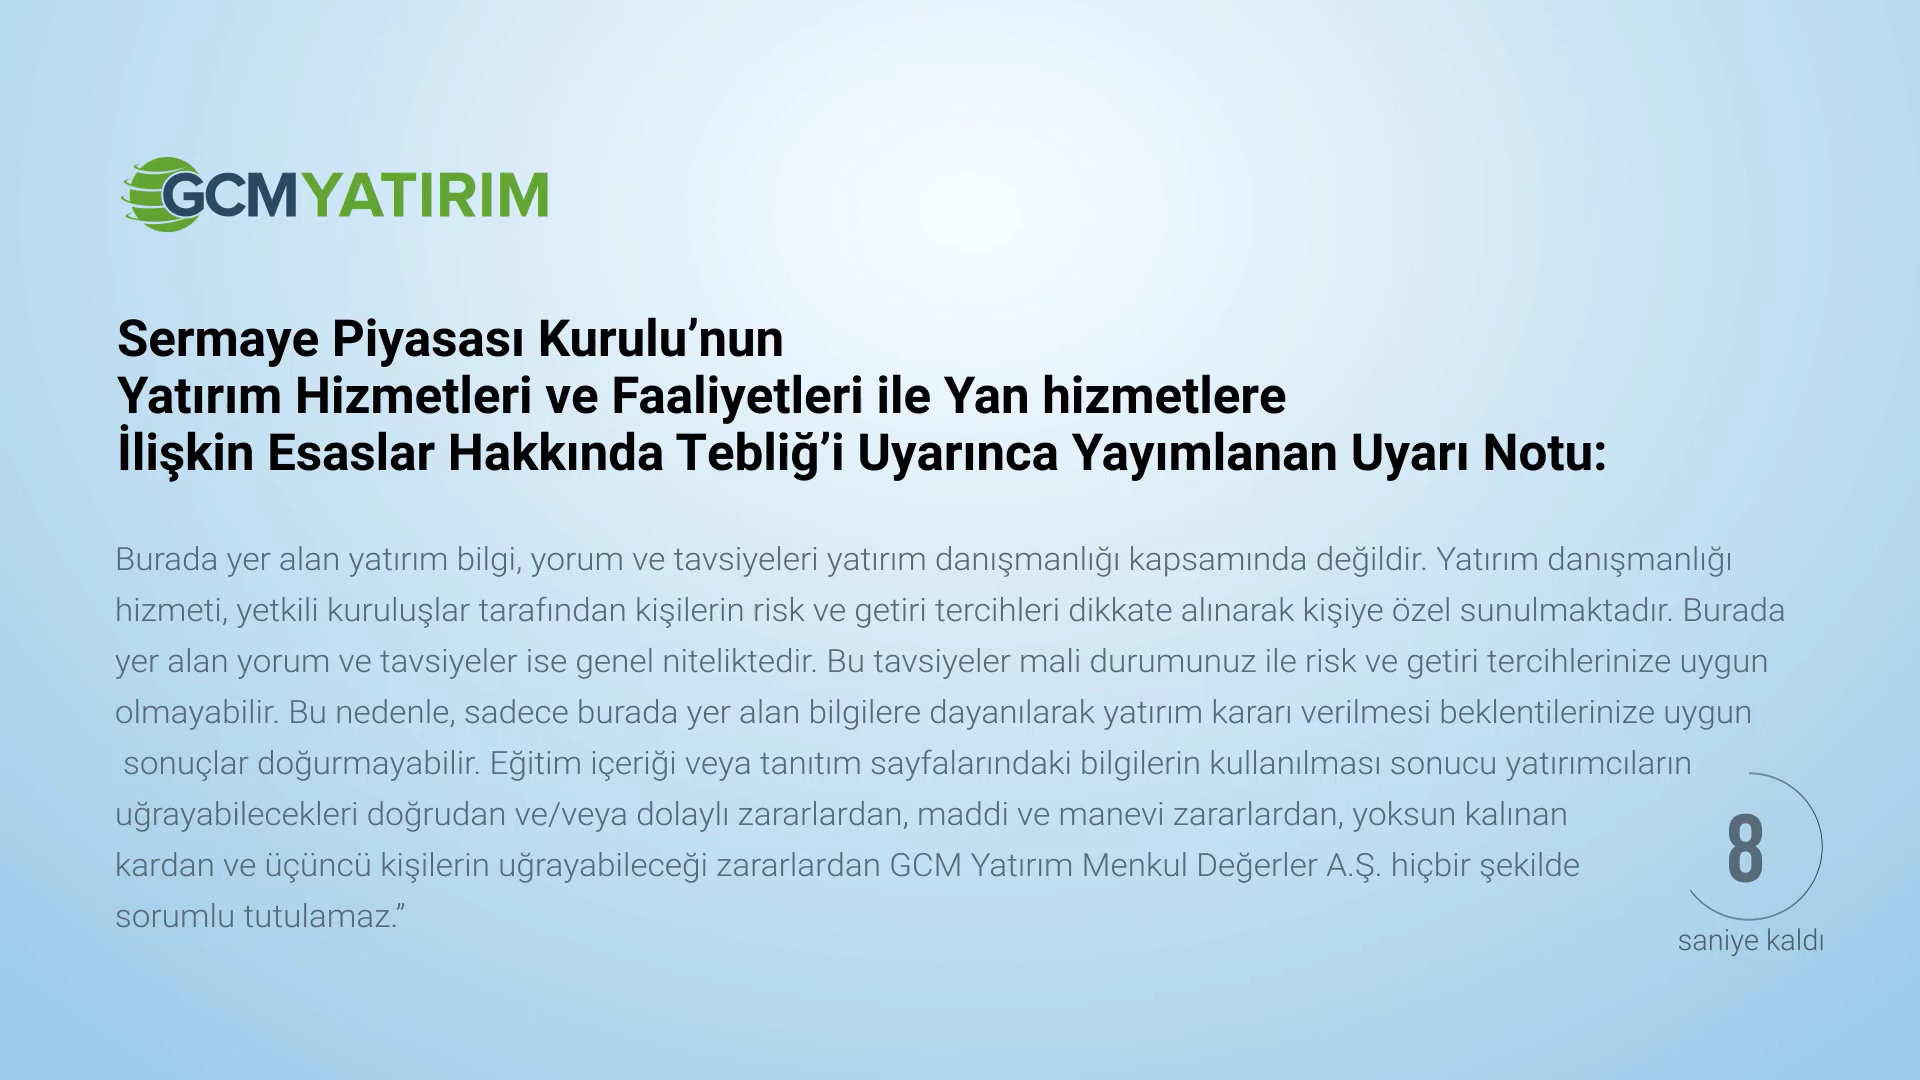 GCM YATIRIM
Sermaye Piyasası Kurulu’nun
Yatırım Hizmetleri ve Faaliyetleri ile Yan hizmetlere
İlişkin Esaslar Hakkında Tebliğ’i Uyarınca Yayımlanan Uyarı Notu:
Burada yer alan yatırım bilgi, yorum ve tavsiyeleri yatırım danışmanlığı kapsamında değildir. Yatırım danışmanlığı
hizmeti, yetkili kuruluşlar tarafından kişilerin risk ve getiri tercihleri dikkate alınarak kişiye özel sunulmaktadır. Burada
yer alan yorum ve tavsiyeler ise genel niteliktedir. Bu tavsiyeler mali durumunuz ile risk ve getiri tercihlerinize uygun
olmayabilir. Bu nedenle, sadece burada yer alan bilgilere dayanılarak yatırım kararı verilmesi beklentilerinize uygun
sonuçlar doğurmayabilir. Eğitim içeriği veya tanıtım sayfalarındaki bilgilerin kullanılması sonucu yatırımcıların
uğrayabilecekleri doğrudan ve/veya dolaylı zararlardan, maddi ve manevi zararlardan, yoksun kalınan
kardan ve üçüncü kişilerin uğrayabileceği zararlardan GCM Yatırım Menkul Değerler A.Ş. hiçbir şekilde
sorumlu tutulamaz.”
8
saniye kaldı